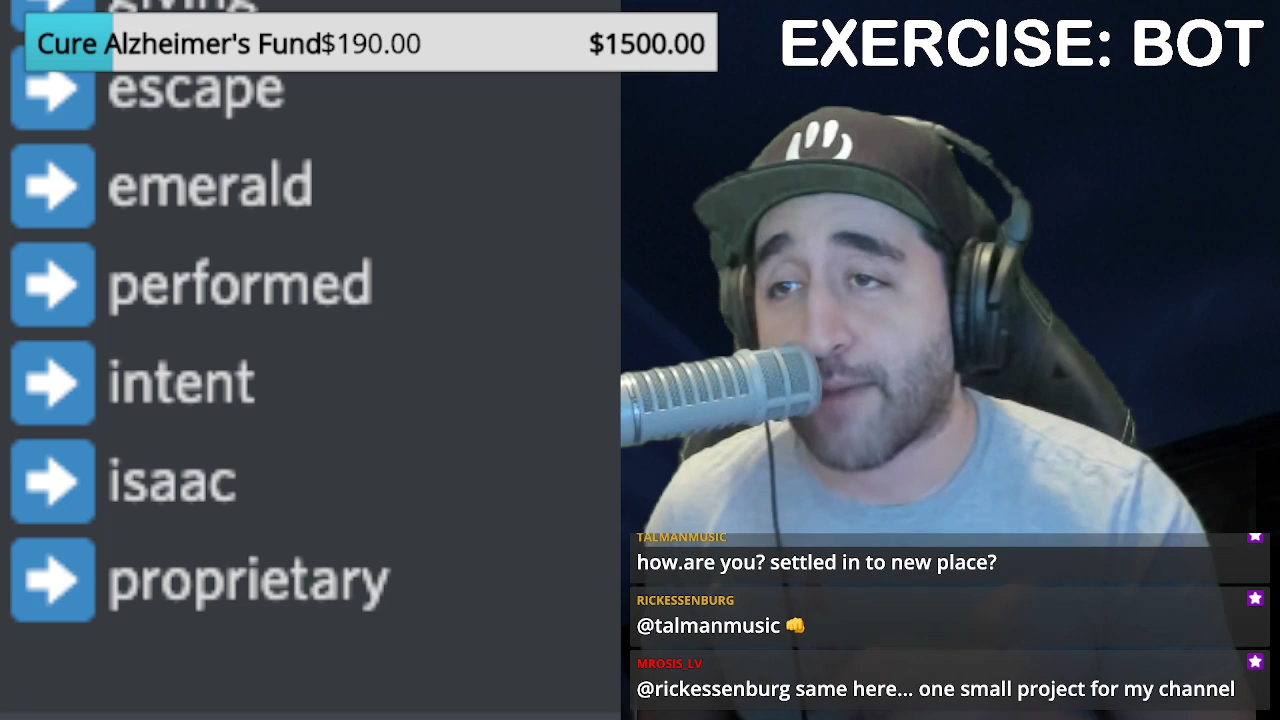 giving
Cure Alzheimer's Fund$190.00 $1500.00
EXERCISE: BOT
escape
emerald
performed
intent
isaac
proprietary
TALMANMUSIC
how.are you? settled in to new place?
RICKESSENBURG
@talmanmusic 👊
MROSIS_LV
@rickessenburg same here... one small project for my channel